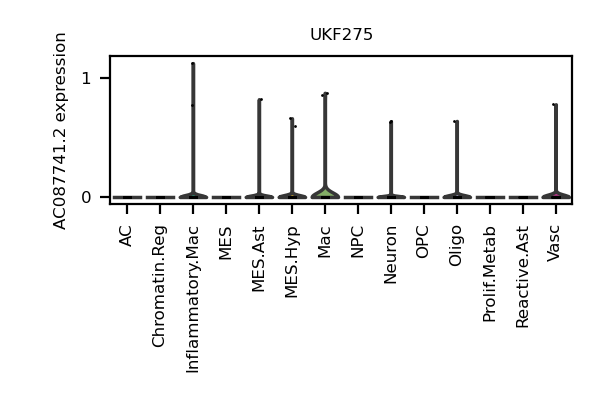 UKF275
AC087741.2 expression
1
0
AC
Chromatin.Reg
Inflammatory.Mac
MES
MES.Ast
MES.Hyp
Mac
NPC
Neuron
OPC
Oligo
Prolif.Metab
Reactive.Ast
Vasc